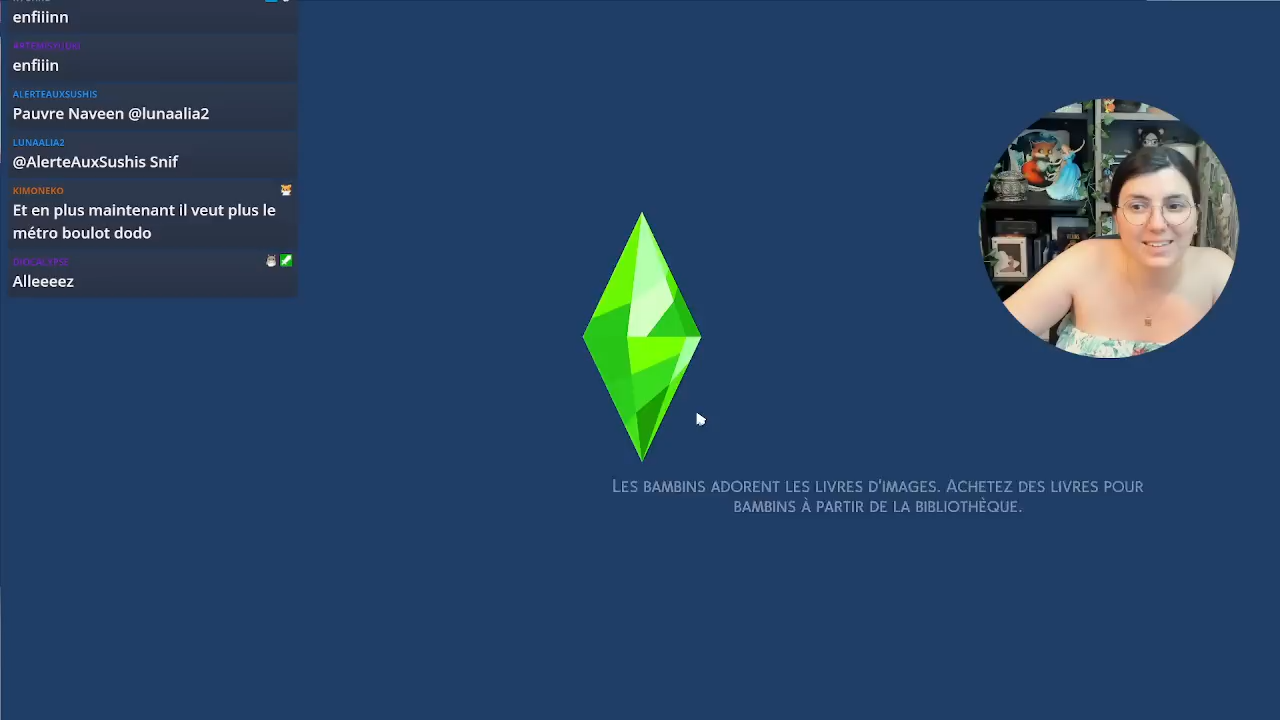 enfiiinn
enfiiin
ALERTEAUXSUSHIS
Pauvre Naveen @lunaalia2
LUNAALIA2
@AlerteAuxSushis Snif
KIMONEKO
Et en plus maintenant il veut plus le
métro boulot dodo
Alleeeez
LES BAMBINS ADORENT LES LIVRES D'IMAGES. ACHETEZ DES LIVRES POUR
BAMBINS À PARTIR DE LA BIBLIOTHÈQUE.